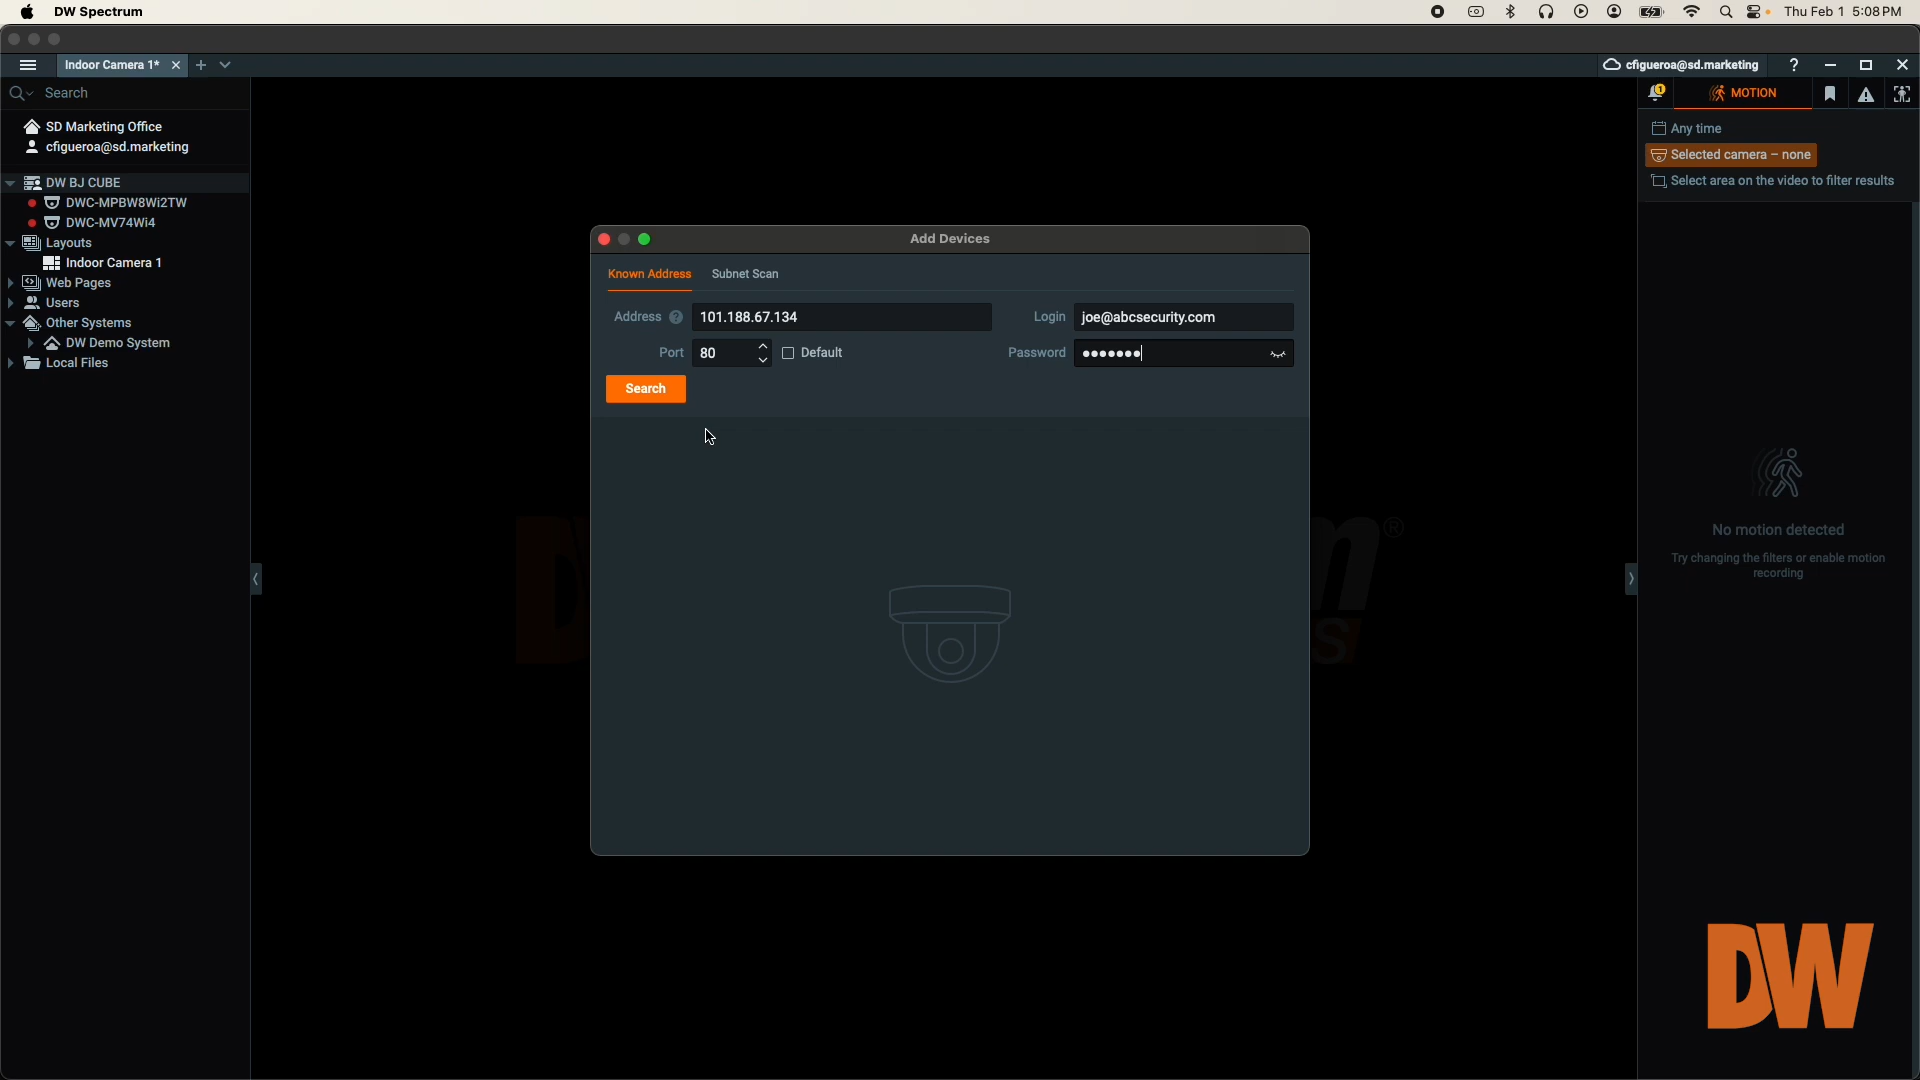 DW Spectrum
Thu Feb 1 5:08 PM
Indoor Camera 1*
cfigueroa@sd.marketing
?
Search
SD Marketing Office
cfigueroa@sd.marketing
DW BJ CUBE
DWC-MPBW8Wi2TW
DWC-MV74Wi4
Layouts
Indoor Camera 1
Web Pages
Users
Other Systems
DW Demo System
Local Files
Add Devices
Known Address Subnet Scan
Address ? 101.188.67.134 Login joe@abcsecurity.com
Port 80 Default Password •••••••
Search
1 MOTION
Any time
Selected camera – none
Select area on the video to filter results
No motion detected
Try changing the filters or enable motion
recording
DW